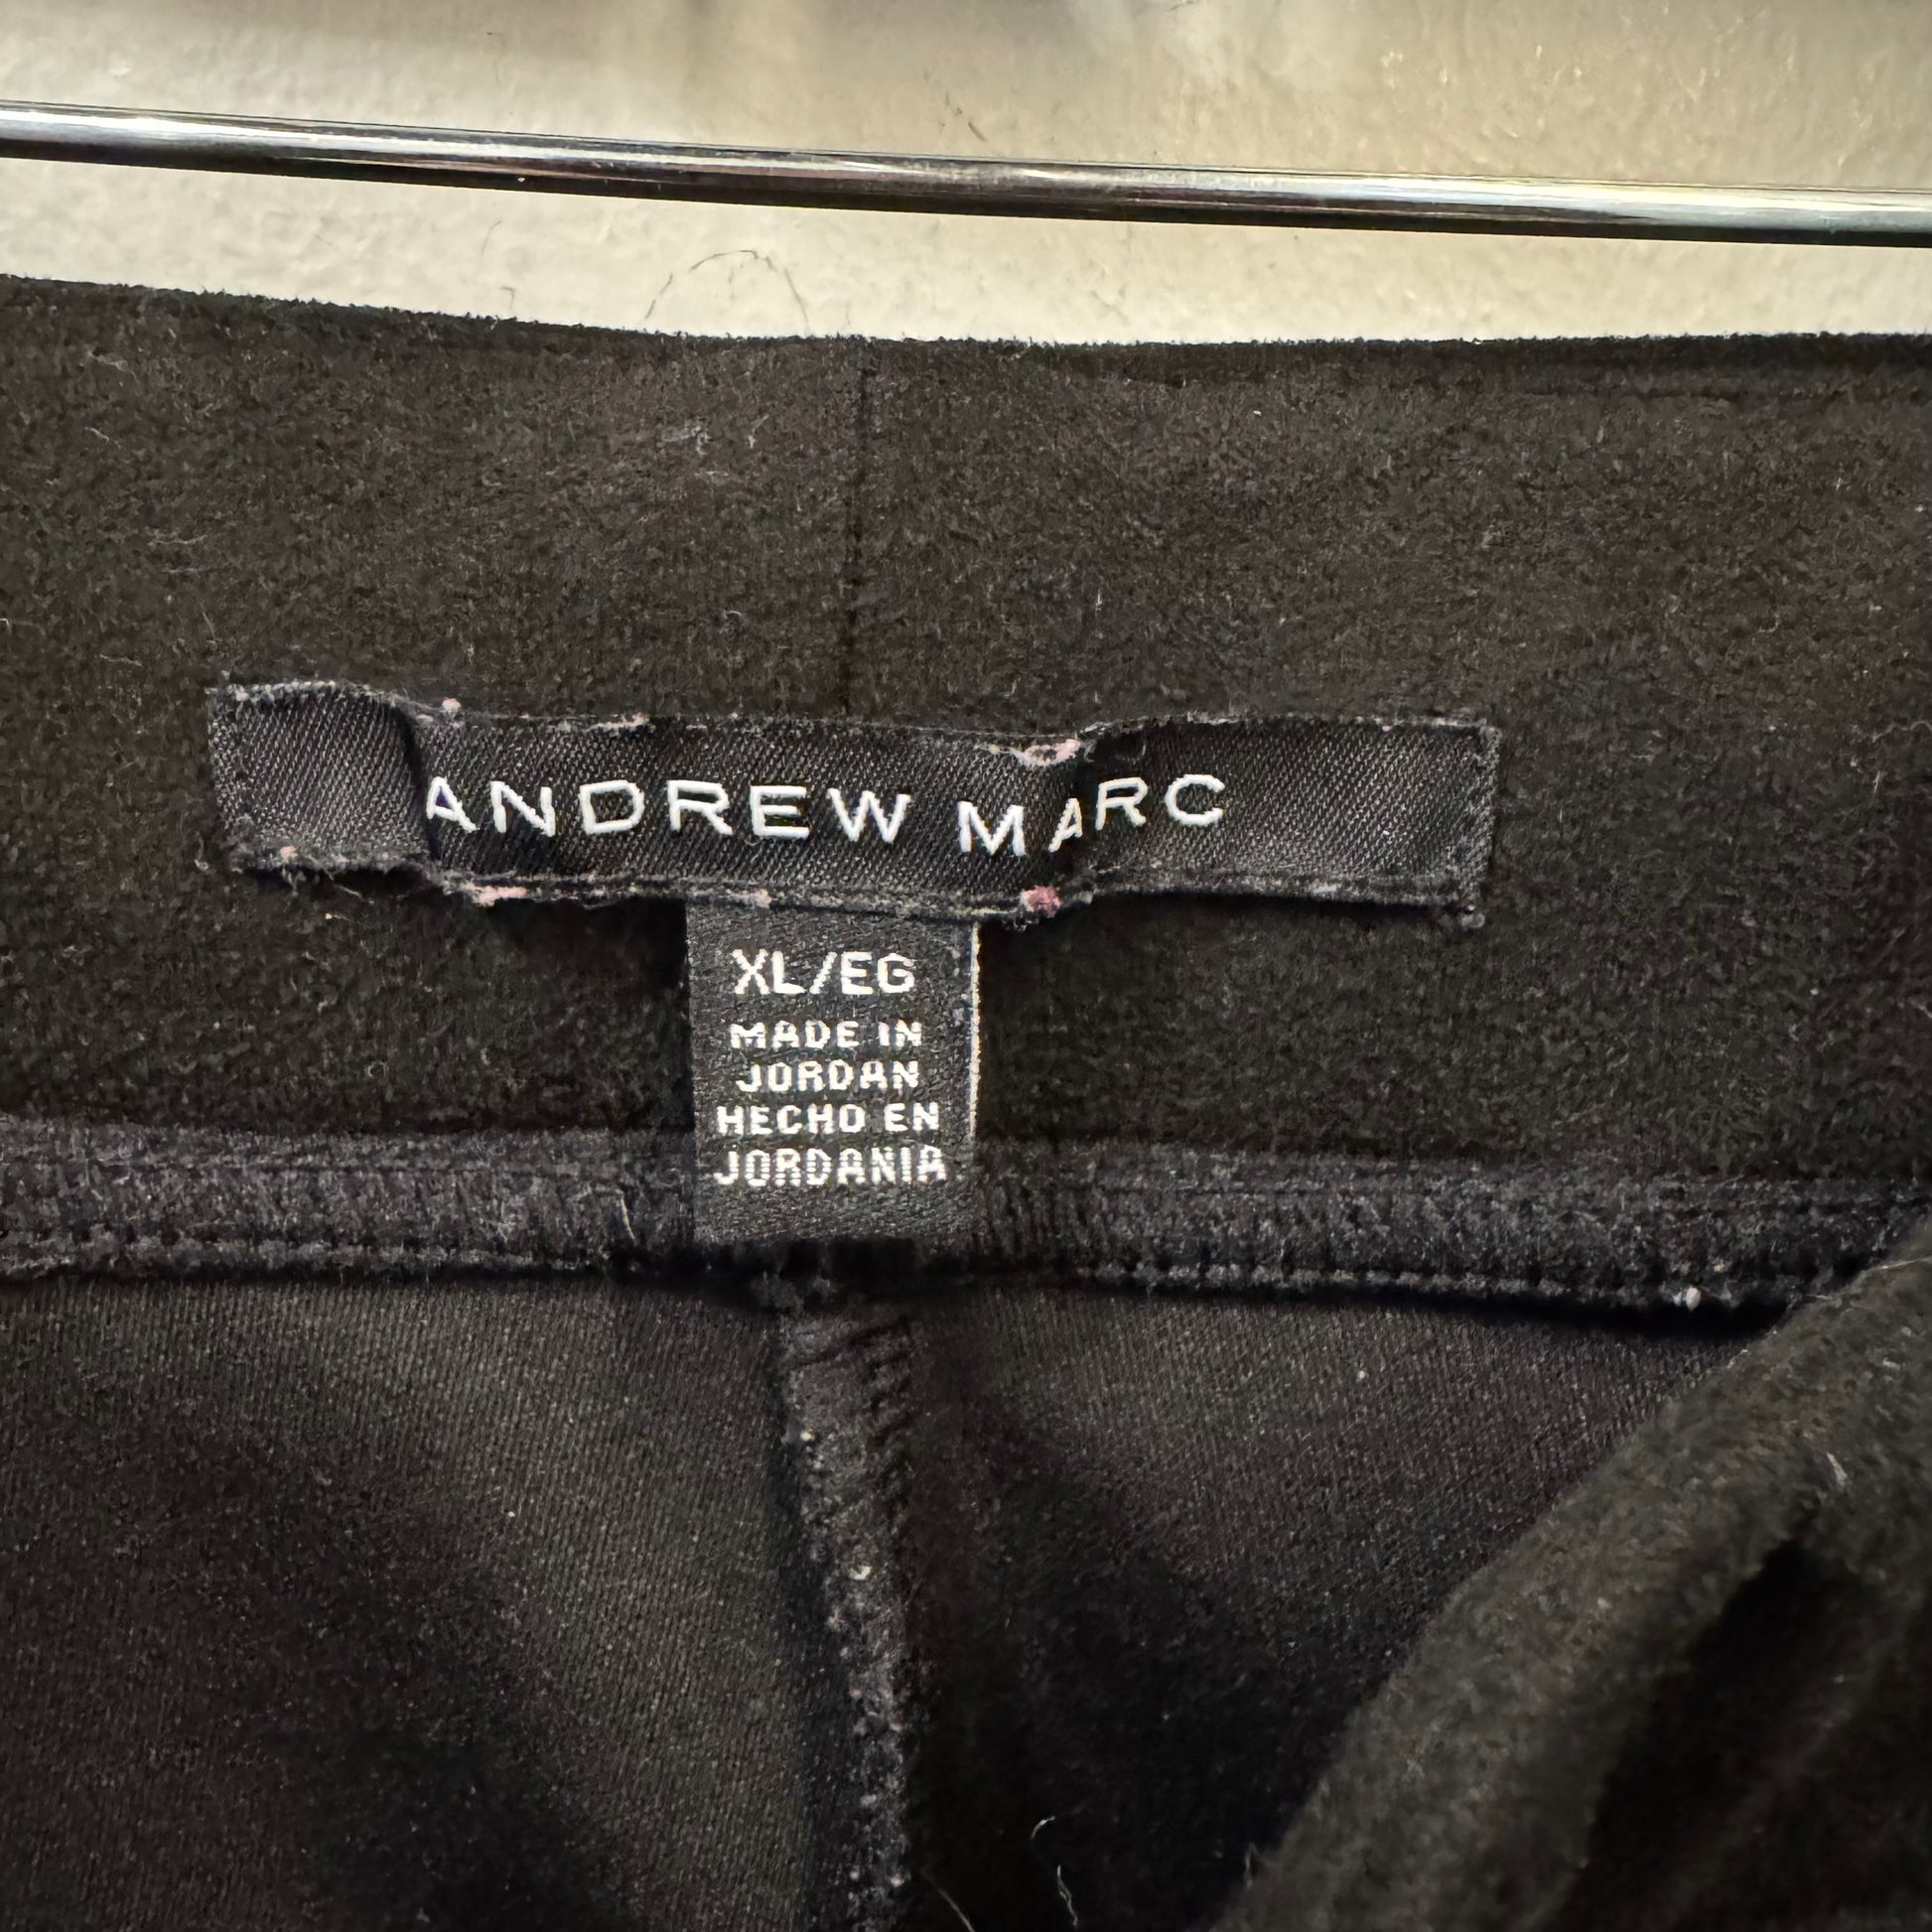 ANDREW MARC
XL/EG
MADE IN
JORDAN
HECHO EN
JORDANIA